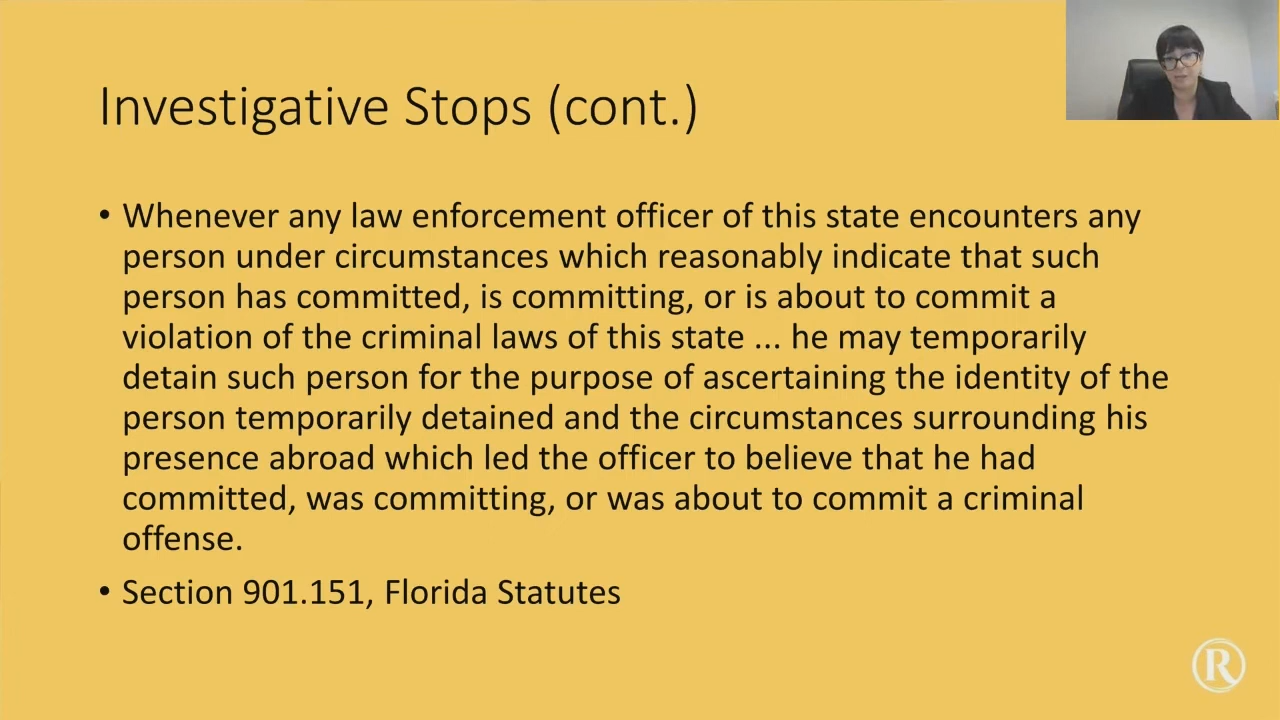 Investigative Stops (cont.)
• Whenever any law enforcement officer of this state encounters any
person under circumstances which reasonably indicate that such
person has committed, is committing, or is about to commit a
violation of the criminal laws of this state ... he may temporarily
detain such person for the purpose of ascertaining the identity of the
person temporarily detained and the circumstances surrounding his
presence abroad which led the officer to believe that he had
committed, was committing, or was about to commit a criminal
offense.
• Section 901.151, Florida Statutes
R